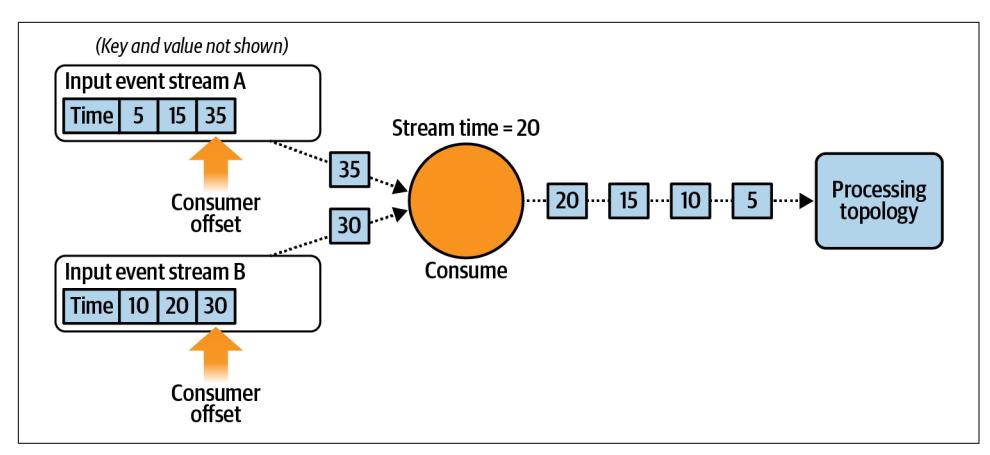 (Key and value not shown)
Input event stream A
Time 5 15 35
Consumer
offset
35
Stream time = 20
30
Consume
20 15 10 5
Processing
topology
Input event stream B
Time 10 20 30
Consumer
offset